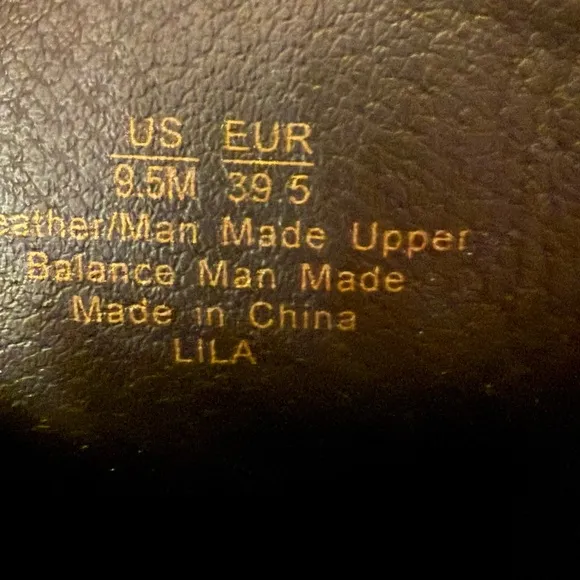 US EUR
9.5M 39.5
eather/Man Made Upper
Balance Man Made
Made in China
LILA